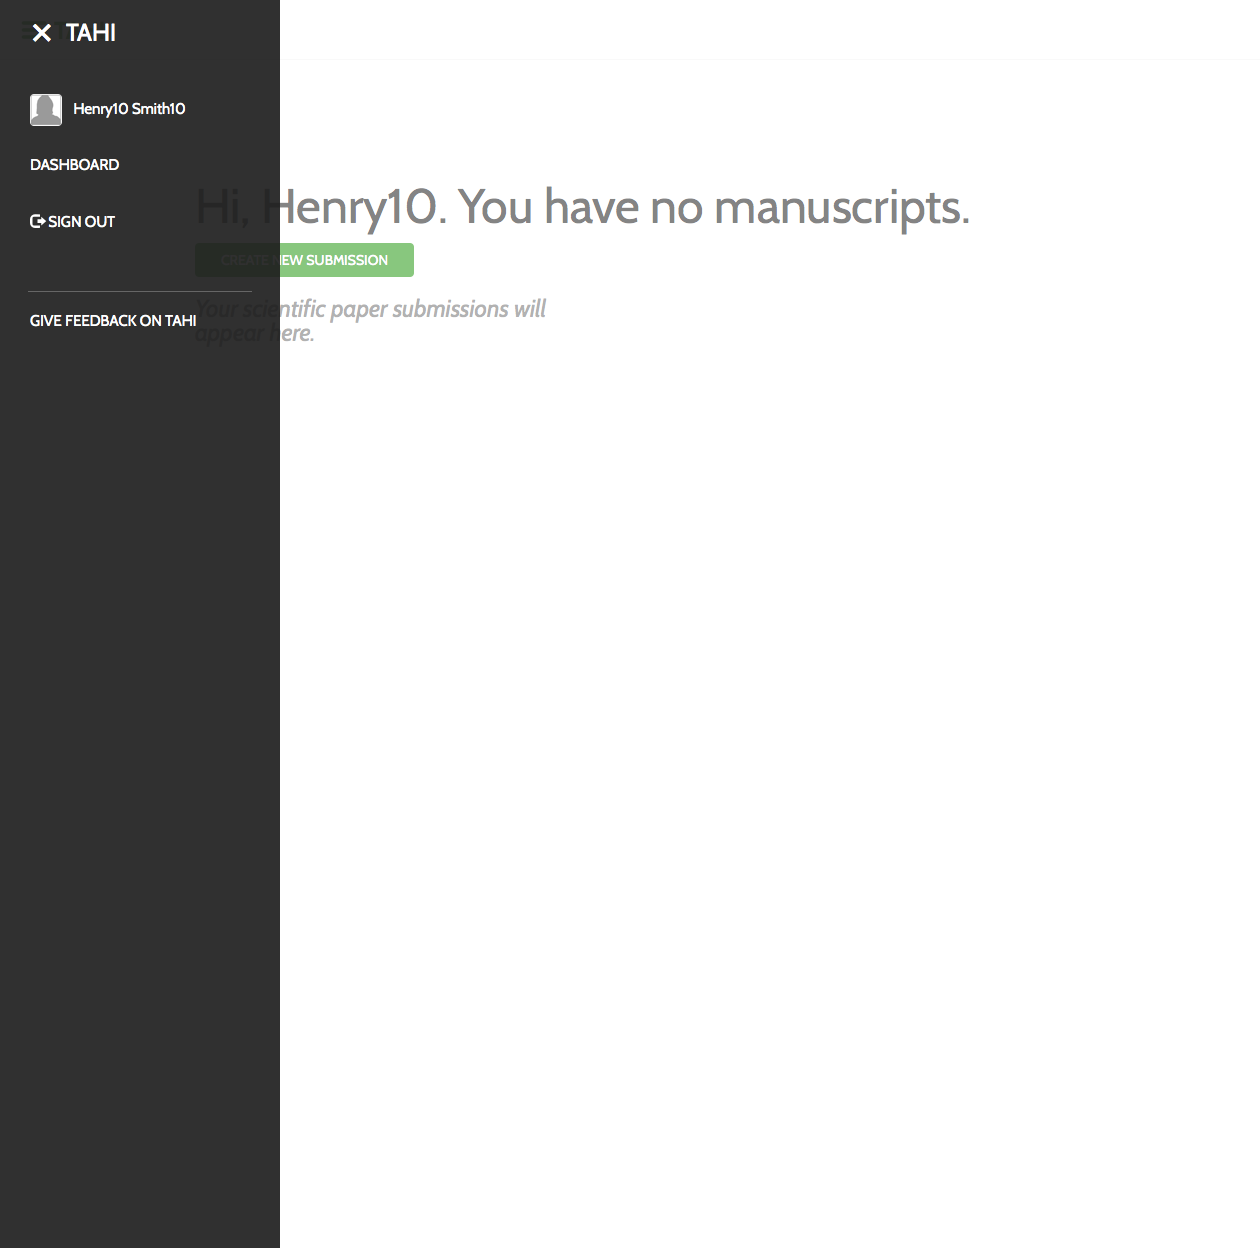 TAHI
Henry10 Smith10
DASHBOARD
SIGN OUT
GIVE FEEDBACK ON TAHI
Hi, Henry10. You have no manuscripts.
CREATE NEW SUBMISSION
Your scientific paper submissions will
appear here.